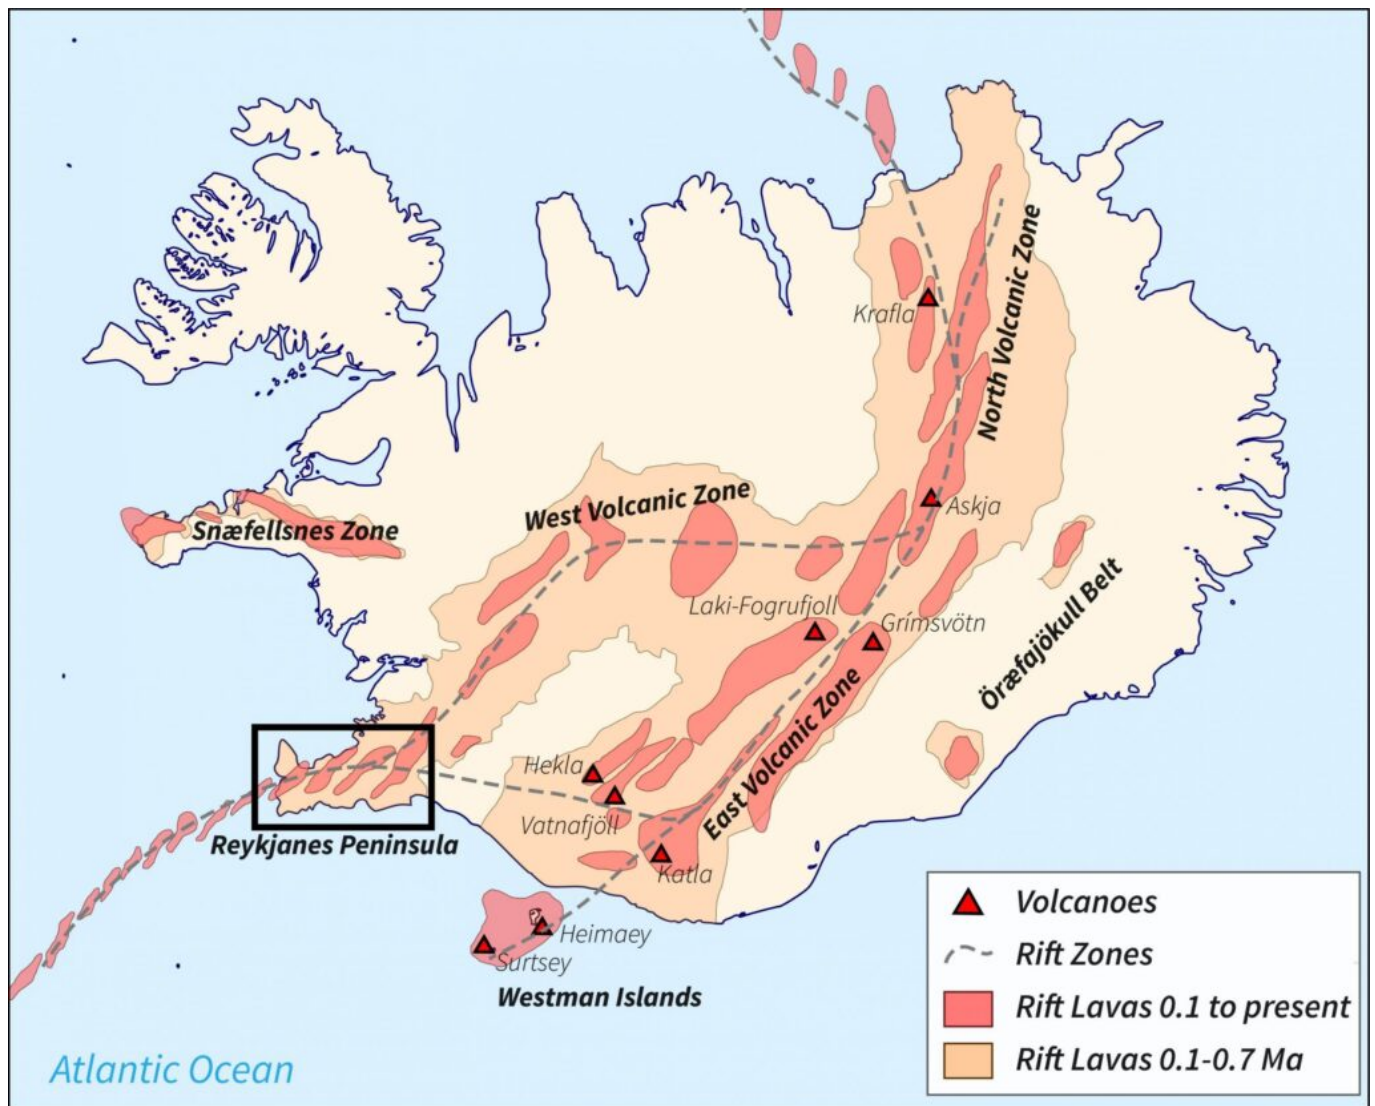 Krafla
North Volcanic Zone
West Volcanic Zone
Askja
Snæfellsnes Zone
Laki-Fogrufjoll
Grímsvötn
Öræfajökull Belt
East Volcanic Zone
Hekla
Vatnafjöll
Reykjanes Peninsula
Katla
Heimaey
Surtsey
Westman Islands
Atlantic Ocean
Volcanoes
Rift Zones
Rift Lavas 0.1 to present
Rift Lavas 0.1-0.7 Ma